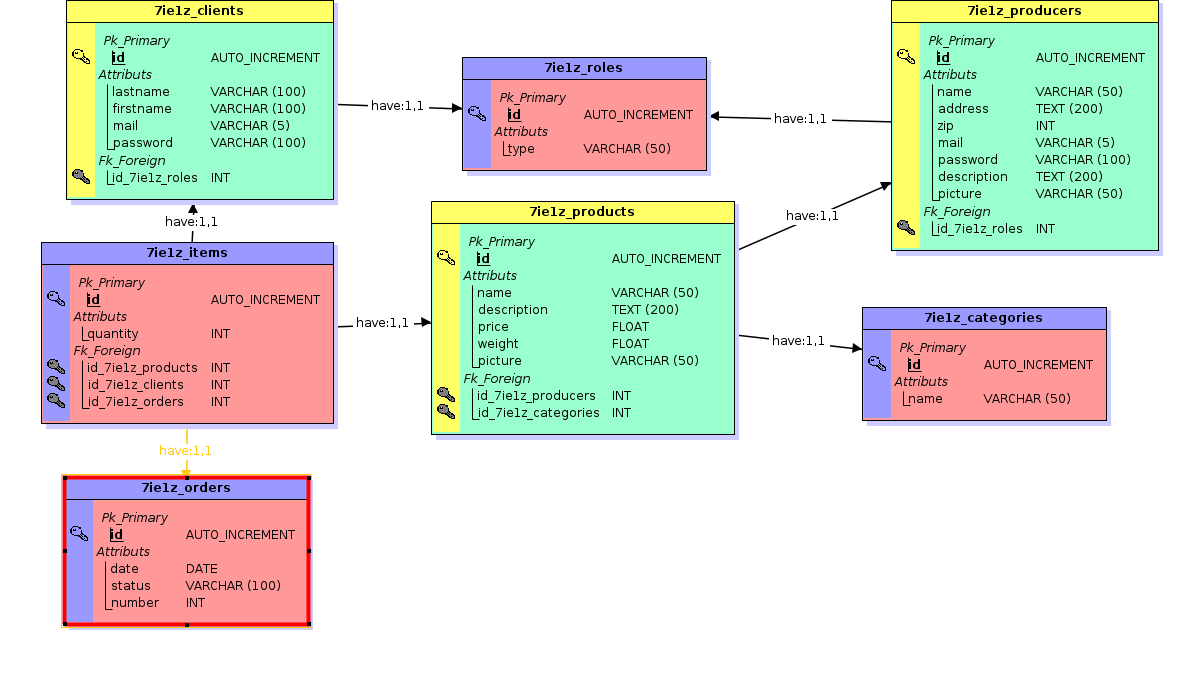 7ie1z_clients
Pk_Primary
id AUTO_INCREMENT
Attributs
lastname VARCHAR (100)
firstname VARCHAR (100)
mail VARCHAR (5)
password VARCHAR (100)
Fk_Foreign
id_7ie1z_roles INT
have:1,1
7ie1z_roles
Pk_Primary
id AUTO_INCREMENT
Attributs
type VARCHAR (50)
have:1,1
7ie1z_producers
Pk_Primary
id AUTO_INCREMENT
Attributs
name VARCHAR (50)
address TEXT (200)
zip INT
mail VARCHAR (5)
password VARCHAR (100)
description TEXT (200)
picture VARCHAR (50)
Fk_Foreign
id_7ie1z_roles INT
have:1,1
7ie1z_items
Pk_Primary
id AUTO_INCREMENT
Attributs
quantity INT
Fk_Foreign
id_7ie1z_products INT
id_7ie1z_clients INT
id_7ie1z_orders INT
have:1,1
7ie1z_products
Pk_Primary
id AUTO_INCREMENT
Attributs
name VARCHAR (50)
description TEXT (200)
price FLOAT
weight FLOAT
picture VARCHAR (50)
Fk_Foreign
id_7ie1z_producers INT
id_7ie1z_categories INT
have:1,1
have:1,1
7ie1z_categories
Pk_Primary
id AUTO_INCREMENT
Attributs
name VARCHAR (50)
have:1,1
7ie1z_orders
Pk_Primary
id AUTO_INCREMENT
Attributs
date DATE
status VARCHAR (100)
number INT